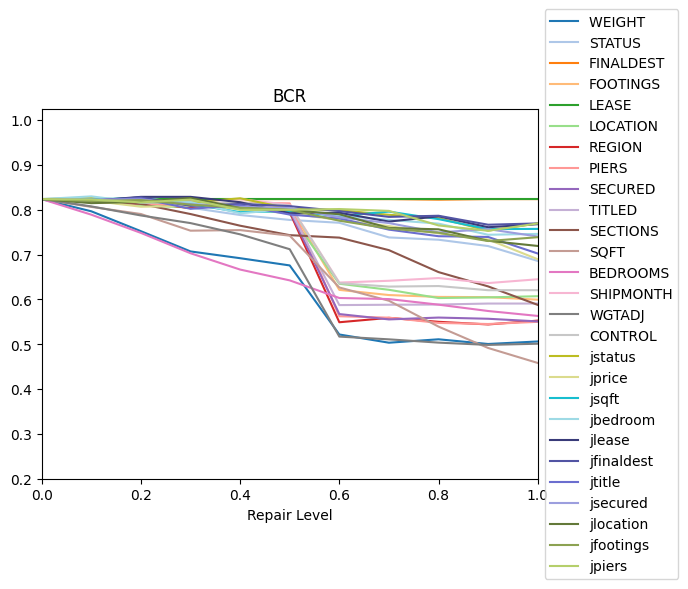 BCR
1.0
0.9
0.8
0.7
0.6
0.5
0.4
0.3
0.2
0.0 0.2 0.4 0.6 0.8 1.0
Repair Level
WEIGHT
STATUS
FINALDEST
FOOTINGS
LEASE
LOCATION
REGION
PIERS
SECURED
TITLED
SECTIONS
SQFT
BEDROOMS
SHIPMONTH
WGTADJ
CONTROL
jstatus
jprice
jsqft
jbedroom
jlease
jfinaldest
jtitle
jsecured
jlocation
jfootings
jpiers